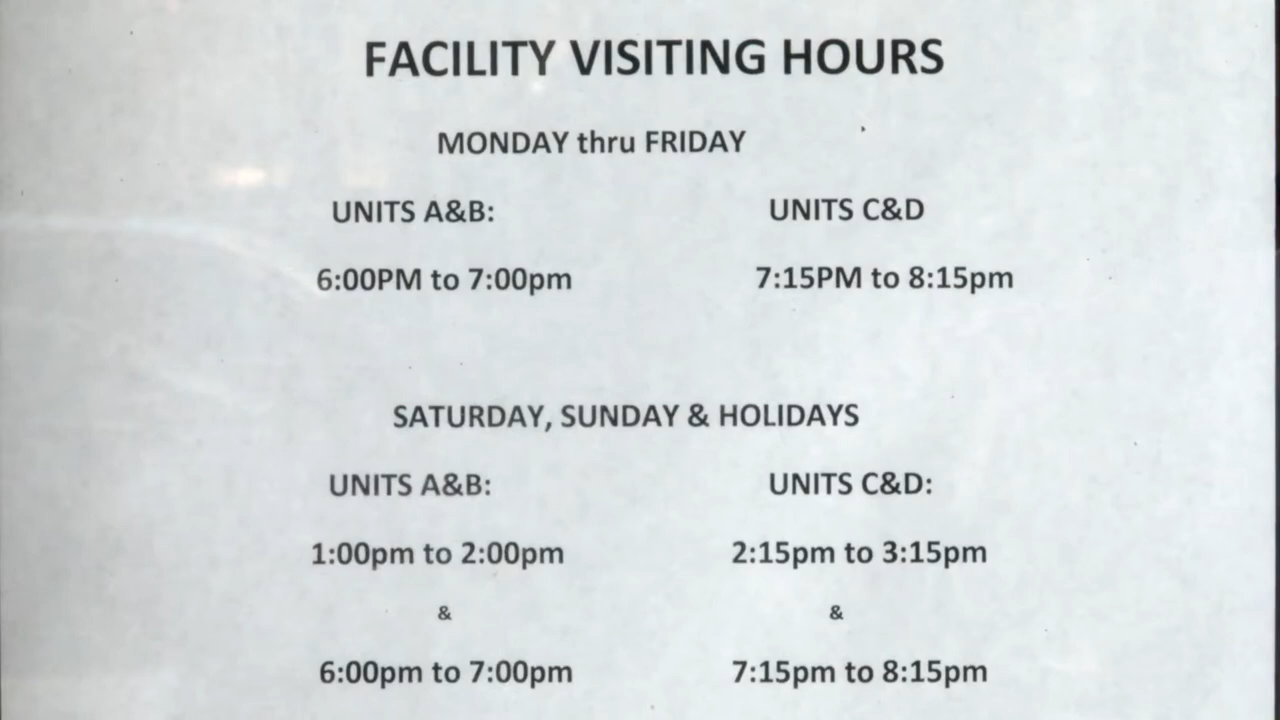 FACILITY VISITING HOURS
MONDAY thru FRIDAY
UNITS A&B: UNITS C&D
6:00PM to 7:00pm 7:15PM to 8:15pm
SATURDAY, SUNDAY & HOLIDAYS
UNITS A&B: UNITS C&D:
1:00pm to 2:00pm 2:15pm to 3:15pm
& &
6:00pm to 7:00pm 7:15pm to 8:15pm